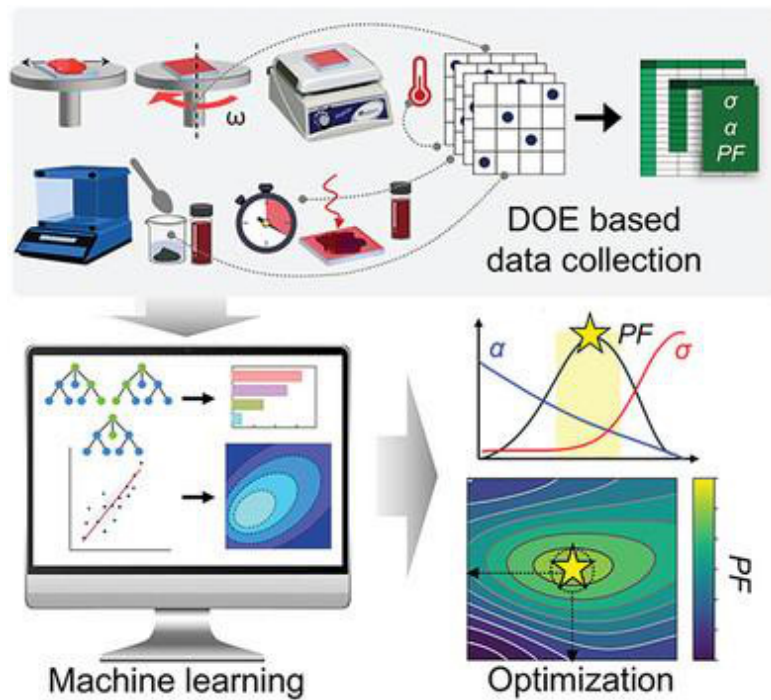 ω
σ
α
PF
DOE based
data collection
PF
α
σ
PF
Machine learning
Optimization